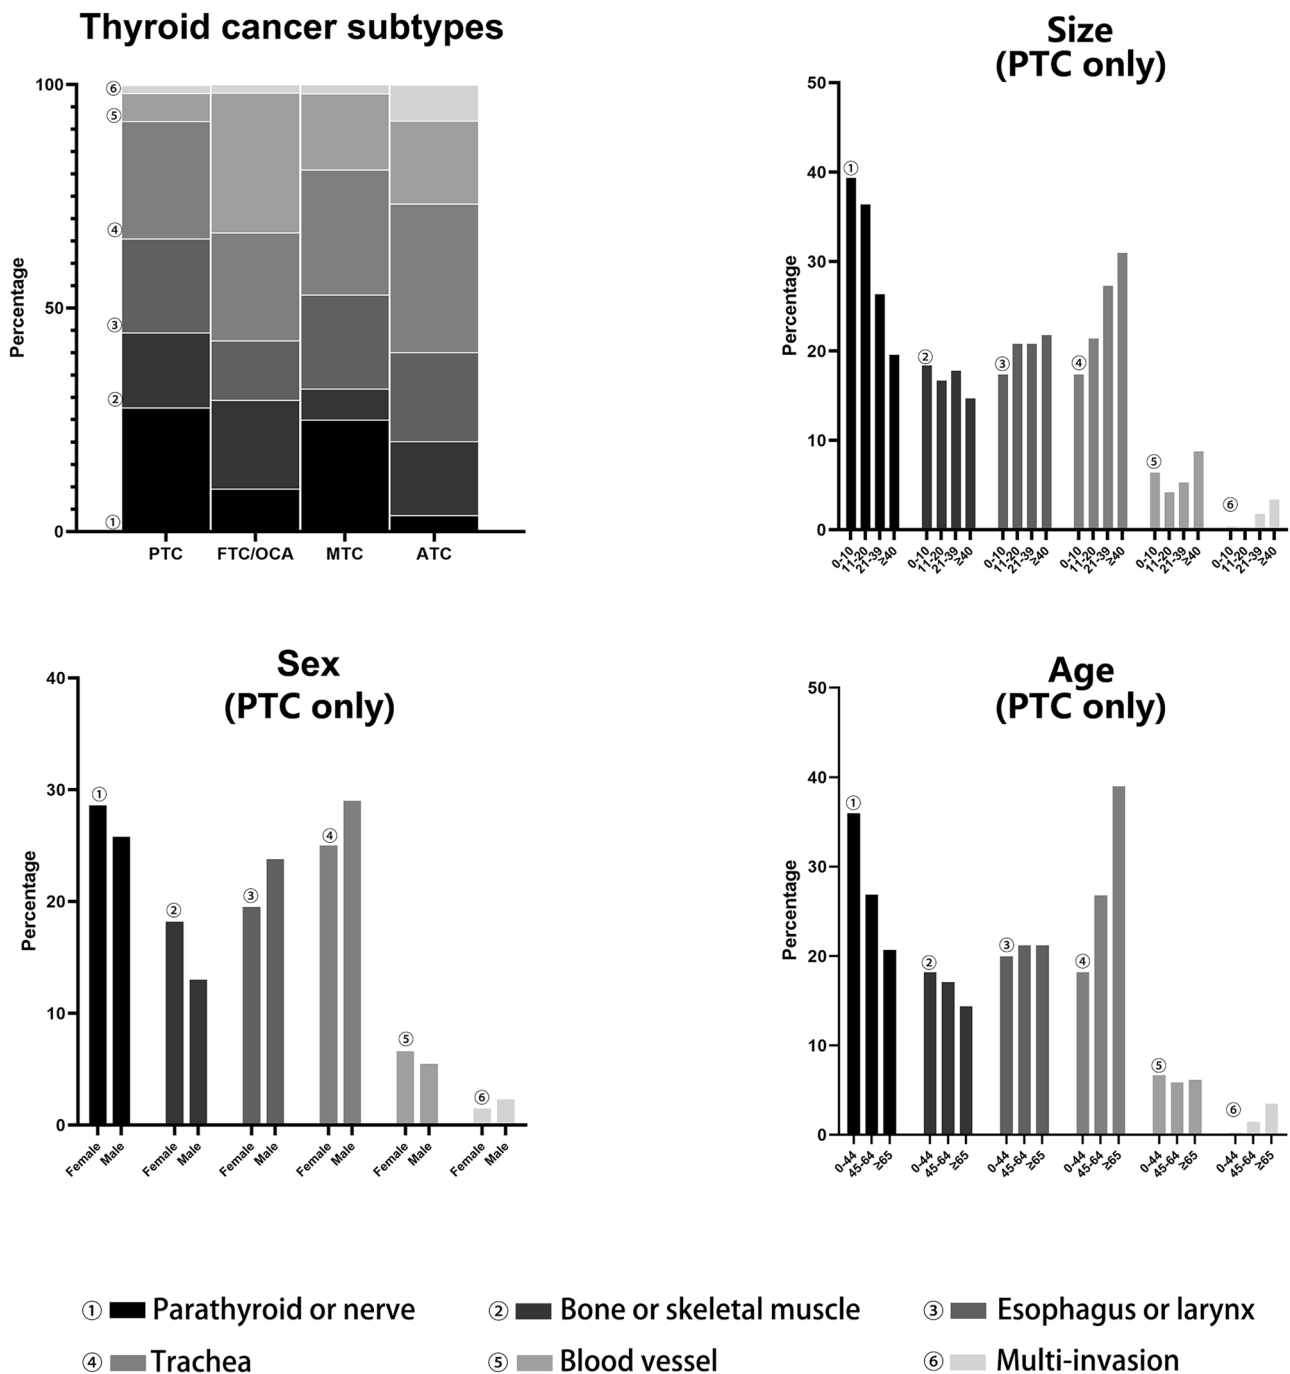 Thyroid cancer subtypes
100
50
0
Percentage
⑥
⑤
④
③
②
①
PTC FTC/OCA MTC ATC
Size
(PTC only)
50
40
30
20
10
0
Percentage
① ② ③ ④ ⑤ ⑥
0-10 11-20 21-39 ≥40 0-10 11-20 21-39 ≥40 0-10 11-20 21-39 ≥40 0-10 11-20 21-39 ≥40 0-10 11-20 21-39 ≥40 0-10 11-20 21-39 ≥40
Sex
(PTC only)
40
30
20
10
0
Percentage
① ② ③ ④ ⑤ ⑥
Female Male Female Male Female Male Female Male Female Male Female Male
Age
(PTC only)
50
40
30
20
10
0
Percentage
① ② ③ ④ ⑤ ⑥
0-44 45-64 ≥65 0-44 45-64 ≥65 0-44 45-64 ≥65 0-44 45-64 ≥65 0-44 45-64 ≥65 0-44 45-64 ≥65
① Parathyroid or nerve ② Bone or skeletal muscle ③ Esophagus or larynx
④ Trachea ⑤ Blood vessel ⑥ Multi-invasion